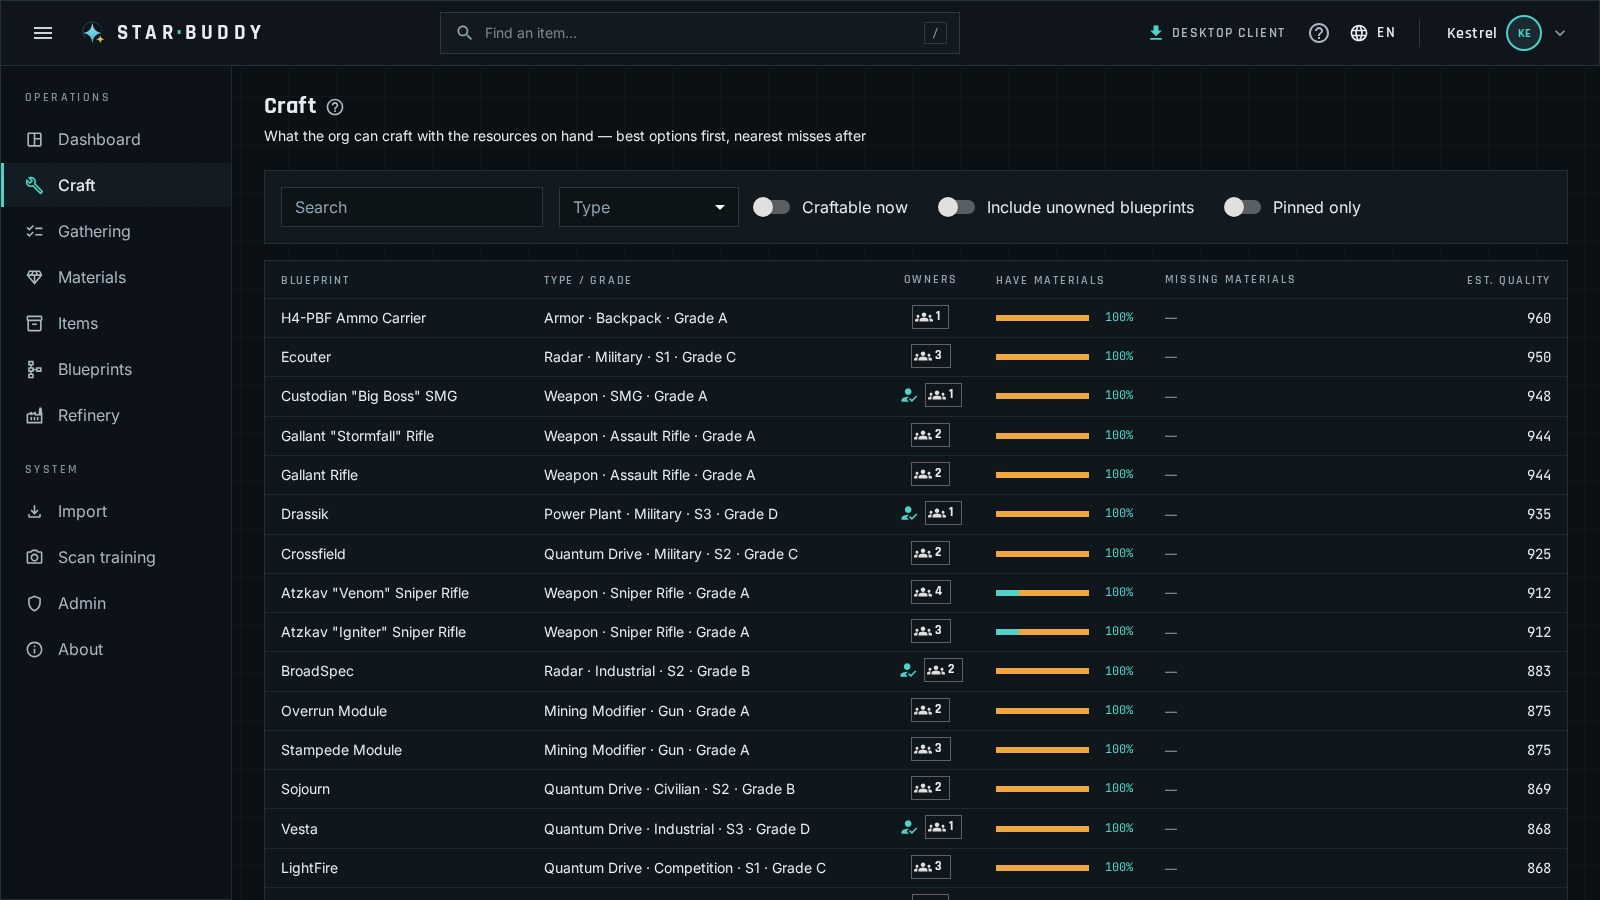 STAR·BUDDY
Find an item...
/
DESKTOP CLIENT
EN
Kestrel
KE
OPERATIONS
Dashboard
Craft
Gathering
Materials
Items
Blueprints
Refinery
SYSTEM
Import
Scan training
Admin
About
Craft
What the org can craft with the resources on hand — best options first, nearest misses after
Search
Type
Craftable now
Include unowned blueprints
Pinned only
BLUEPRINT TYPE / GRADE OWNERS HAVE MATERIALS MISSING MATERIALS EST. QUALITY
H4-PBF Ammo Carrier Armor · Backpack · Grade A 1 100% — 960
Ecouter Radar · Military · S1 · Grade C 3 100% — 950
Custodian "Big Boss" SMG Weapon · SMG · Grade A 1 100% — 948
Gallant "Stormfall" Rifle Weapon · Assault Rifle · Grade A 2 100% — 944
Gallant Rifle Weapon · Assault Rifle · Grade A 2 100% — 944
Drassik Power Plant · Military · S3 · Grade D 1 100% — 935
Crossfield Quantum Drive · Military · S2 · Grade C 2 100% — 925
Atzkav "Venom" Sniper Rifle Weapon · Sniper Rifle · Grade A 4 100% — 912
Atzkav "Igniter" Sniper Rifle Weapon · Sniper Rifle · Grade A 3 100% — 912
BroadSpec Radar · Industrial · S2 · Grade B 2 100% — 883
Overrun Module Mining Modifier · Gun · Grade A 2 100% — 875
Stampede Module Mining Modifier · Gun · Grade A 3 100% — 875
Sojourn Quantum Drive · Civilian · S2 · Grade B 2 100% — 869
Vesta Quantum Drive · Industrial · S3 · Grade D 1 100% — 868
LightFire Quantum Drive · Competition · S1 · Grade C 3 100% — 868